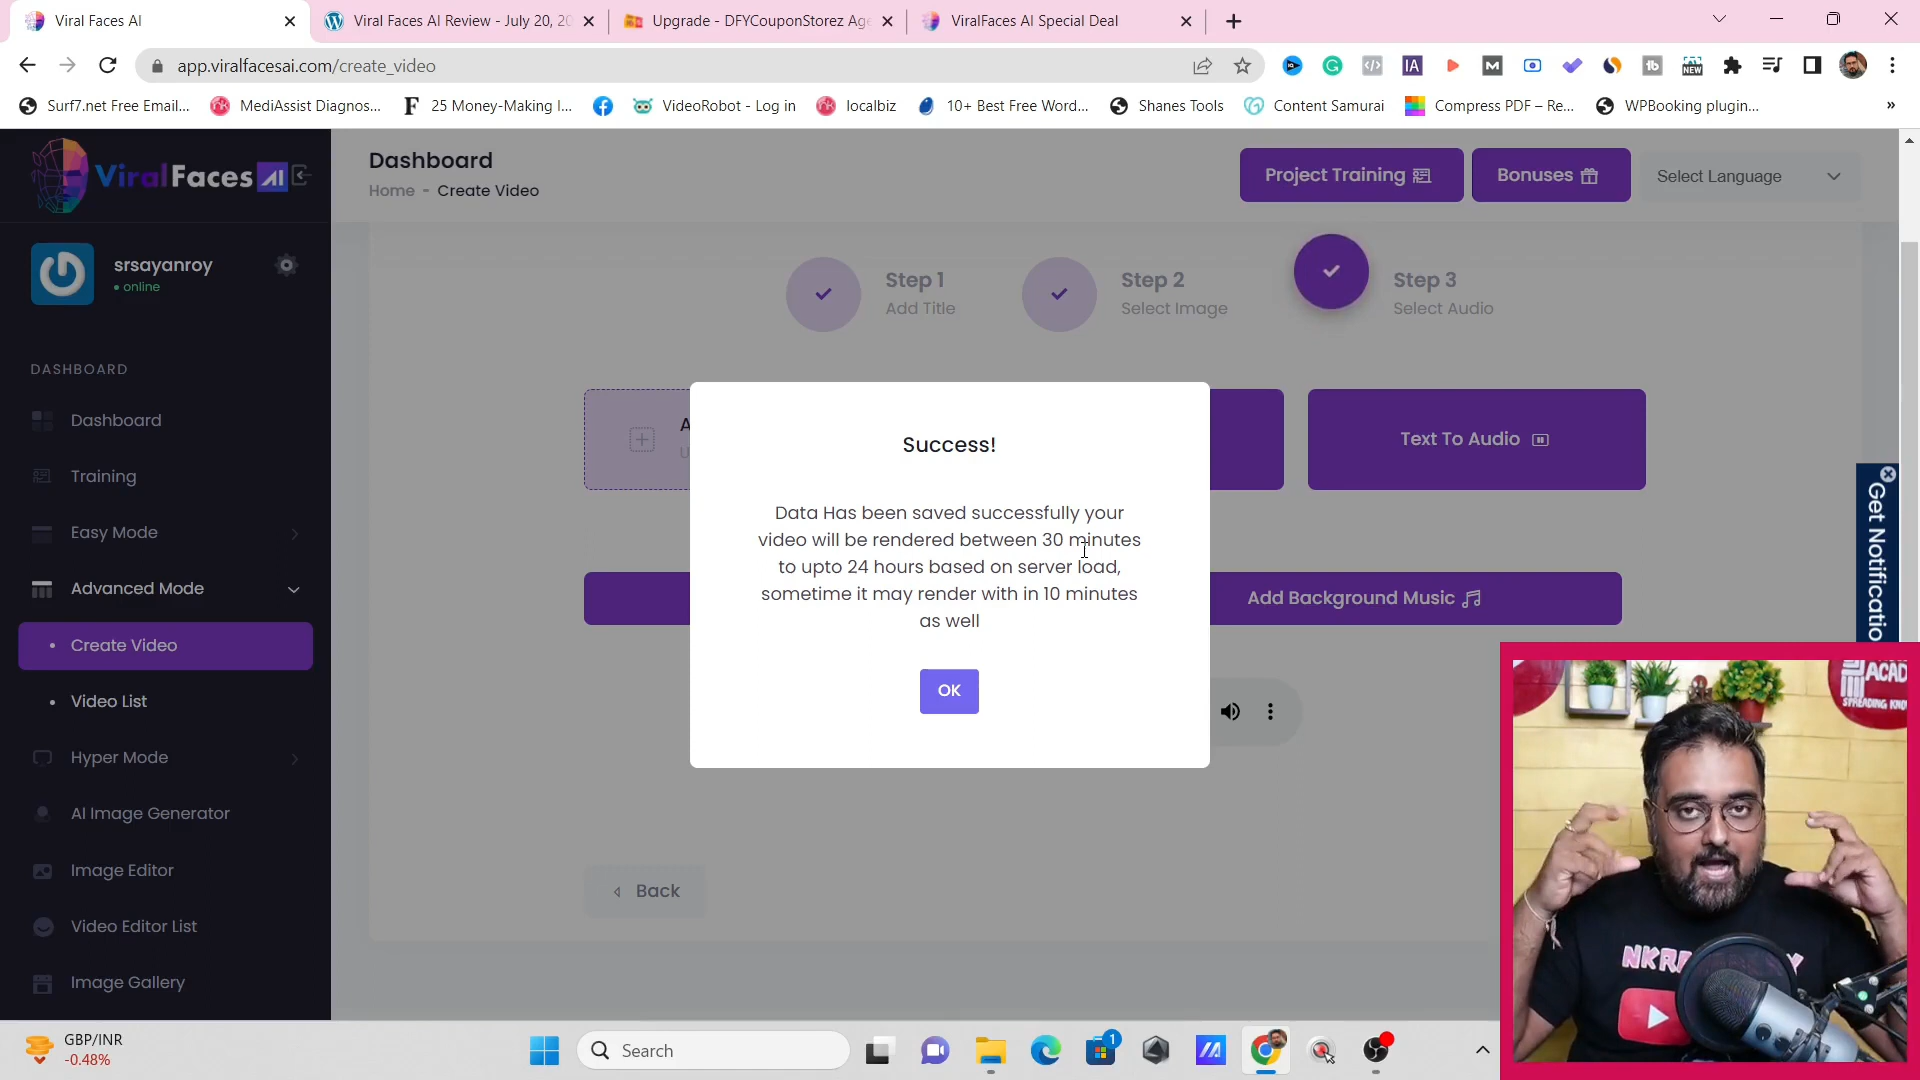 Viral Faces AI
Viral Faces AI Review - July 20, 20
Upgrade - DFYCouponStorez Age
ViralFaces AI Special Deal
app.viralfacesai.com/create_video
Surf7.net Free Email...
MediAssist Diagnos...
25 Money-Making I...
VideoRobot - Log in
localbiz
10+ Best Free Word...
Shanes Tools
Content Samurai
Compress PDF – Re...
WPBooking plugin...
»
ViralFaces AI
Dashboard
Home - Create Video
Project Training
Bonuses
Select Language
srsayanroy
online
Step 1
Add Title
Step 2
Select Image
Step 3
Select Audio
DASHBOARD
Dashboard
Training
Easy Mode
Advanced Mode
Create Video
Video List
Hyper Mode
AI Image Generator
Image Editor
Video Editor List
Image Gallery
A
U
Text To Audio
Add Background Music
Success!
Data Has been saved successfully your
video will be rendered between 30 minutes
to upto 24 hours based on server load,
sometime it may render with in 10 minutes
as well
OK
Back
Get Notificatio
ACAD
SPREADING KNO
NKR
GBP/INR
-0.48%
Search
1